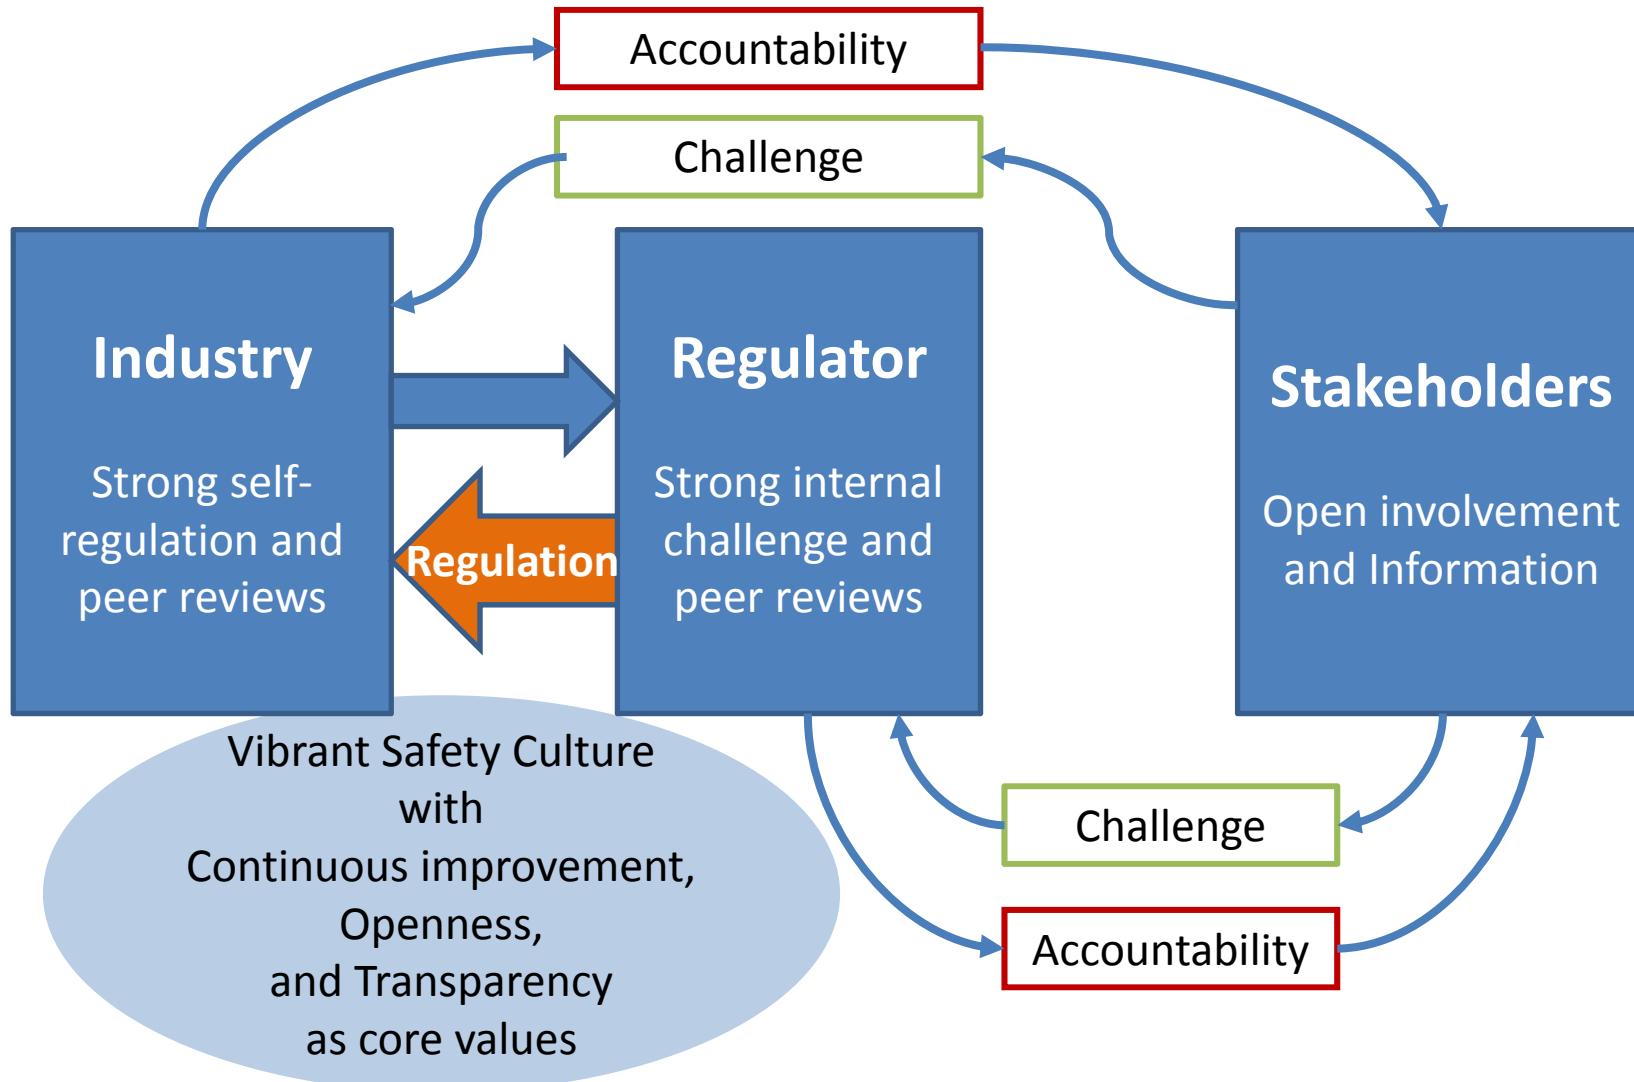 Accountability
Challenge
Industry
Strong self-
regulation and
peer reviews
Regulation
Regulator
Strong internal
challenge and
peer reviews
Stakeholders
Open involvement
and Information
Vibrant Safety Culture
with
Continuous improvement,
Openness,
and Transparency
as core values
Challenge
Accountability